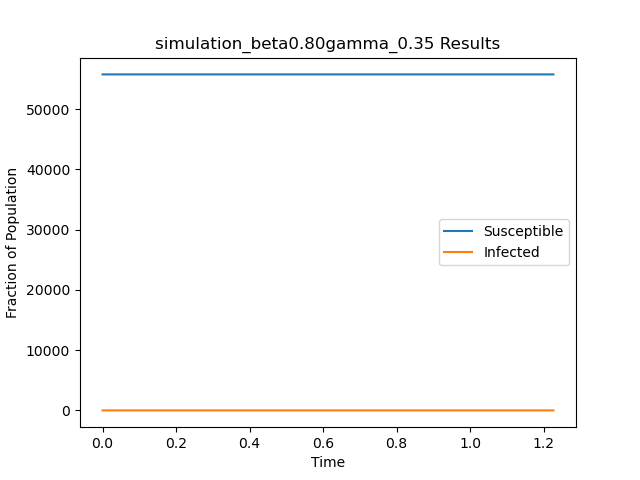 simulation_beta0.80gamma_0.35 Results
Fraction of Population
50000
40000
30000
20000
10000
0
Susceptible
Infected
0.0 0.2 0.4 0.6 0.8 1.0 1.2
Time